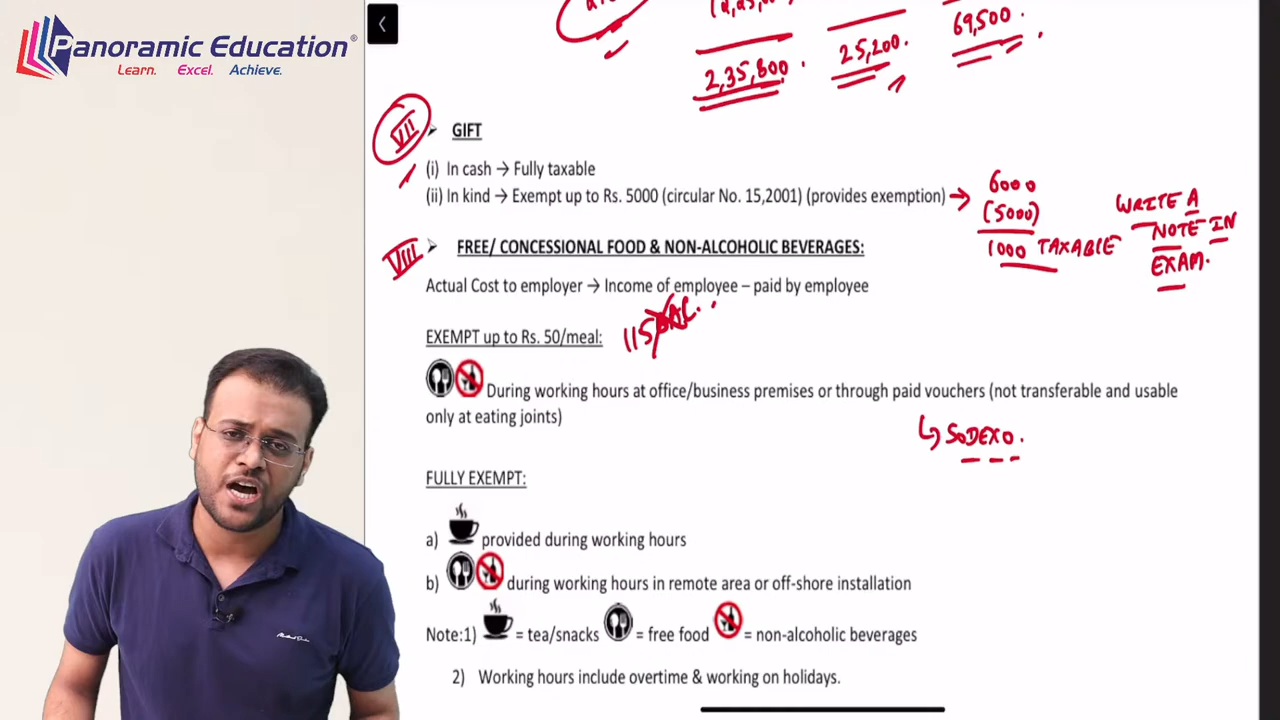 Panoramic Education®
Learn. Excel. Achieve.
69,500.
25,200.
2,35,800.
VII
GIFT
(i) In cash → Fully taxable
(ii) In kind → Exempt up to Rs. 5000 (circular No. 15,2001) (provides exemption) →
6000
(5000)
1000 TAXABLE
WRITE A
NOTE IN
EXAM.
VIII
FREE/ CONCESSIONAL FOOD & NON-ALCOHOLIC BEVERAGES:
Actual Cost to employer → Income of employee – paid by employee
EXEMPT up to Rs. 50/meal:
115BAC.
During working hours at office/business premises or through paid vouchers (not transferable and usable
only at eating joints)
↳ SODEXO.
FULLY EXEMPT:
a) provided during working hours
b) during working hours in remote area or off-shore installation
Note:1) = tea/snacks = free food = non-alcoholic beverages
2) Working hours include overtime & working on holidays.